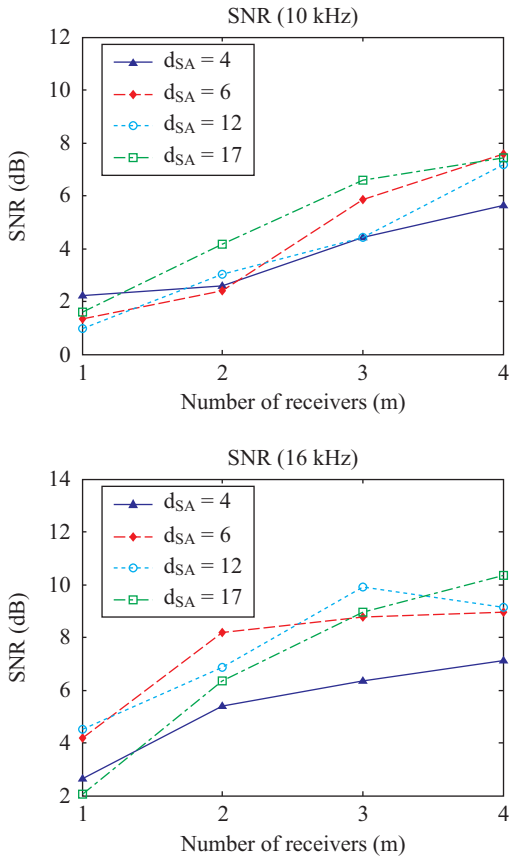 SNR (10 kHz)
12
10
8
6
4
2
0
SNR (dB)
d_SA = 4
d_SA = 6
d_SA = 12
d_SA = 17
1 2 3 4
Number of receivers (m)
SNR (16 kHz)
14
12
10
8
6
4
2
SNR (dB)
d_SA = 4
d_SA = 6
d_SA = 12
d_SA = 17
1 2 3 4
Number of receivers (m)